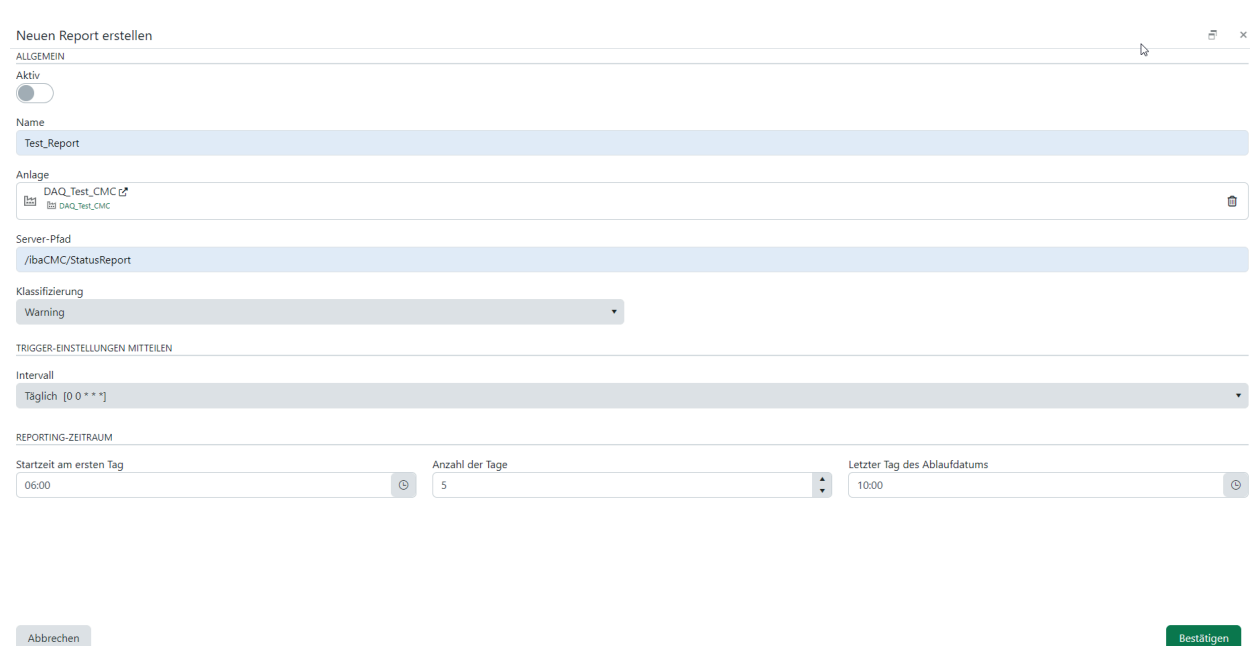 Neuen Report erstellen
ALLGEMEIN
Aktiv
Name
Test_Report
Anlage
DAQ_Test_CMC
DAQ_Test_CMC
Server-Pfad
/ibaCMC/StatusReport
Klassifizierung
Warning
TRIGGER-EINSTELLUNGEN MITTEILEN
Intervall
Täglich [0 0 * * *]
REPORTING-ZEITRAUM
Startzeit am ersten Tag Anzahl der Tage Letzter Tag des Ablaufdatums
06:00 5 10:00
Abbrechen Bestätigen